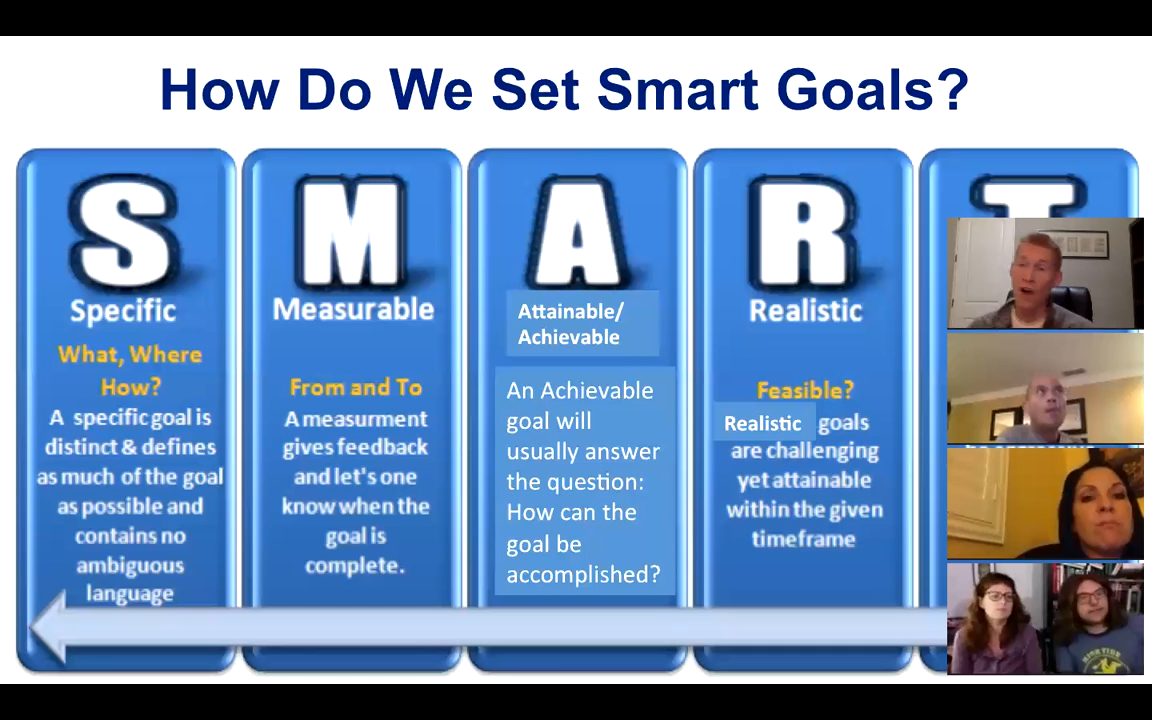 How Do We Set Smart Goals?
S
Specific
What, Where
How?
A specific goal is
distinct & defines
as much of the goal
as possible and
contains no
ambiguous
language
M
Measurable
From and To
A measurment
gives feedback
and let's one
know when the
goal is
complete.
A
Attainable/
Achievable
An Achievable
goal will
usually answer
the question:
How can the
goal be
accomplished?
R
Realistic
Feasible?
Realistic goals
are challenging
yet attainable
within the given
timeframe
T
HIGH TIDE